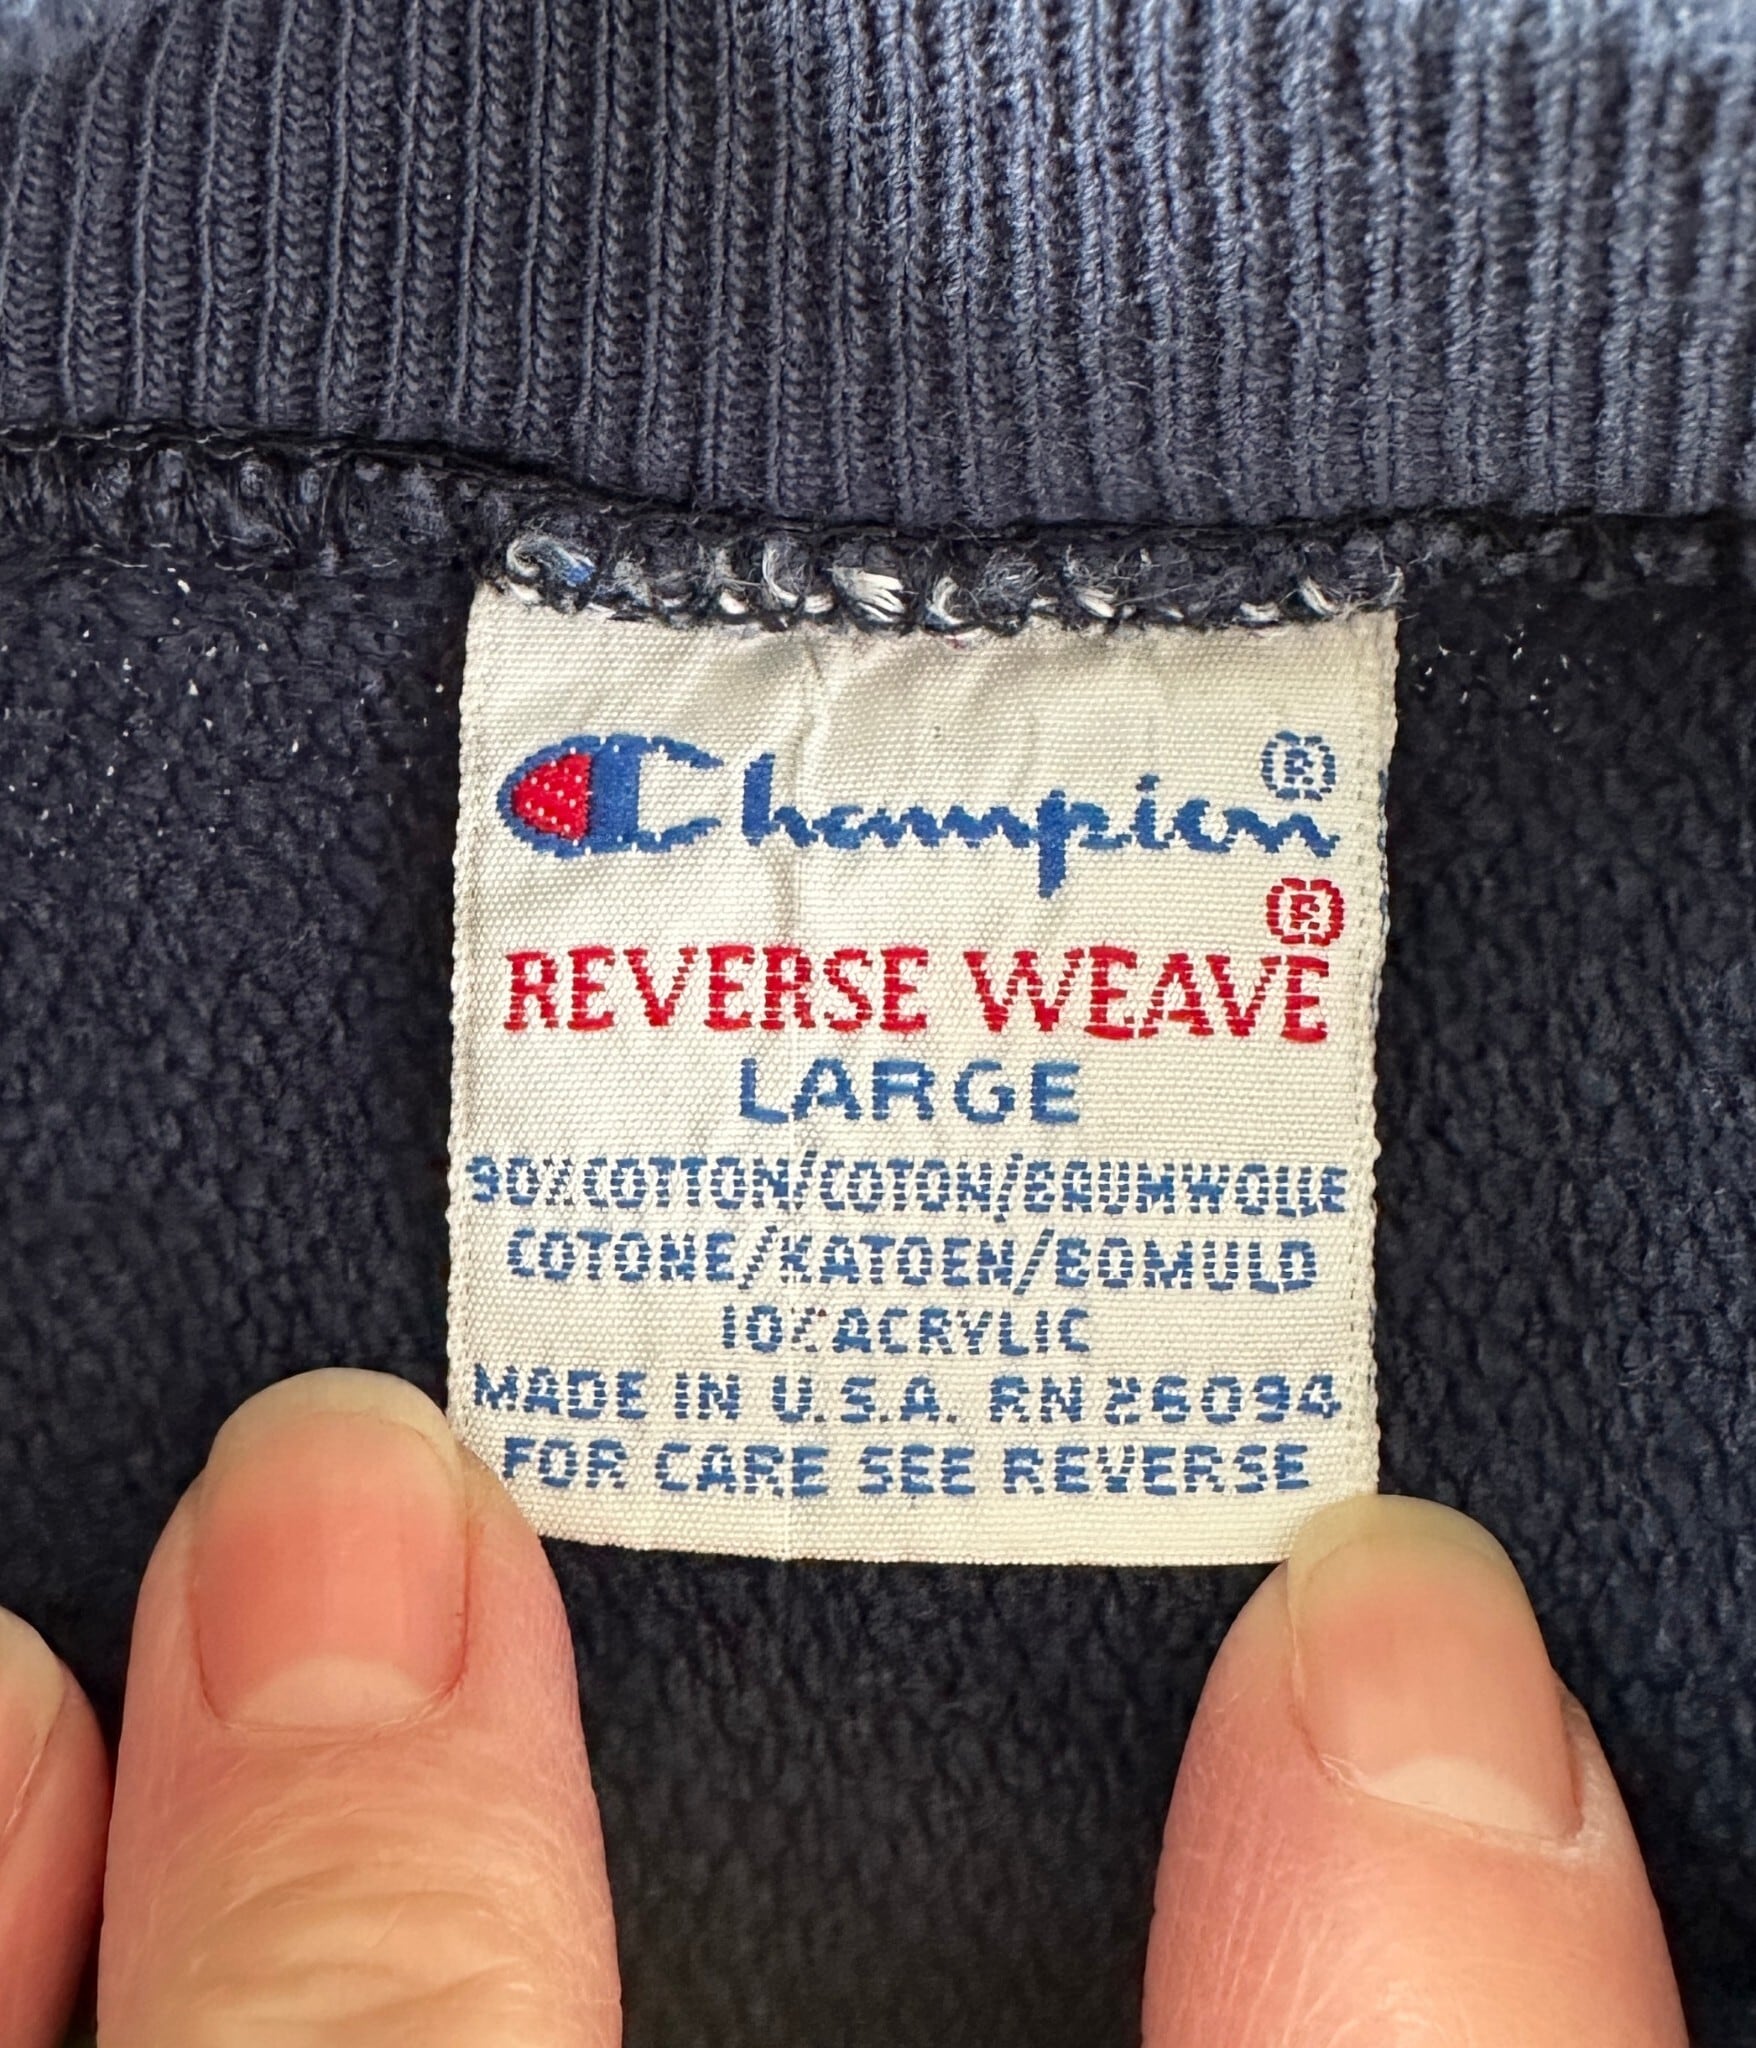 Champion®
®
REVERSE WEAVE
LARGE
90%COTTON/COTON/BAUMWOLLE
COTONE/KATOEN/BOMULD
10%ACRYLIC
MADE IN U.S.A. RN 26094
FOR CARE SEE REVERSE